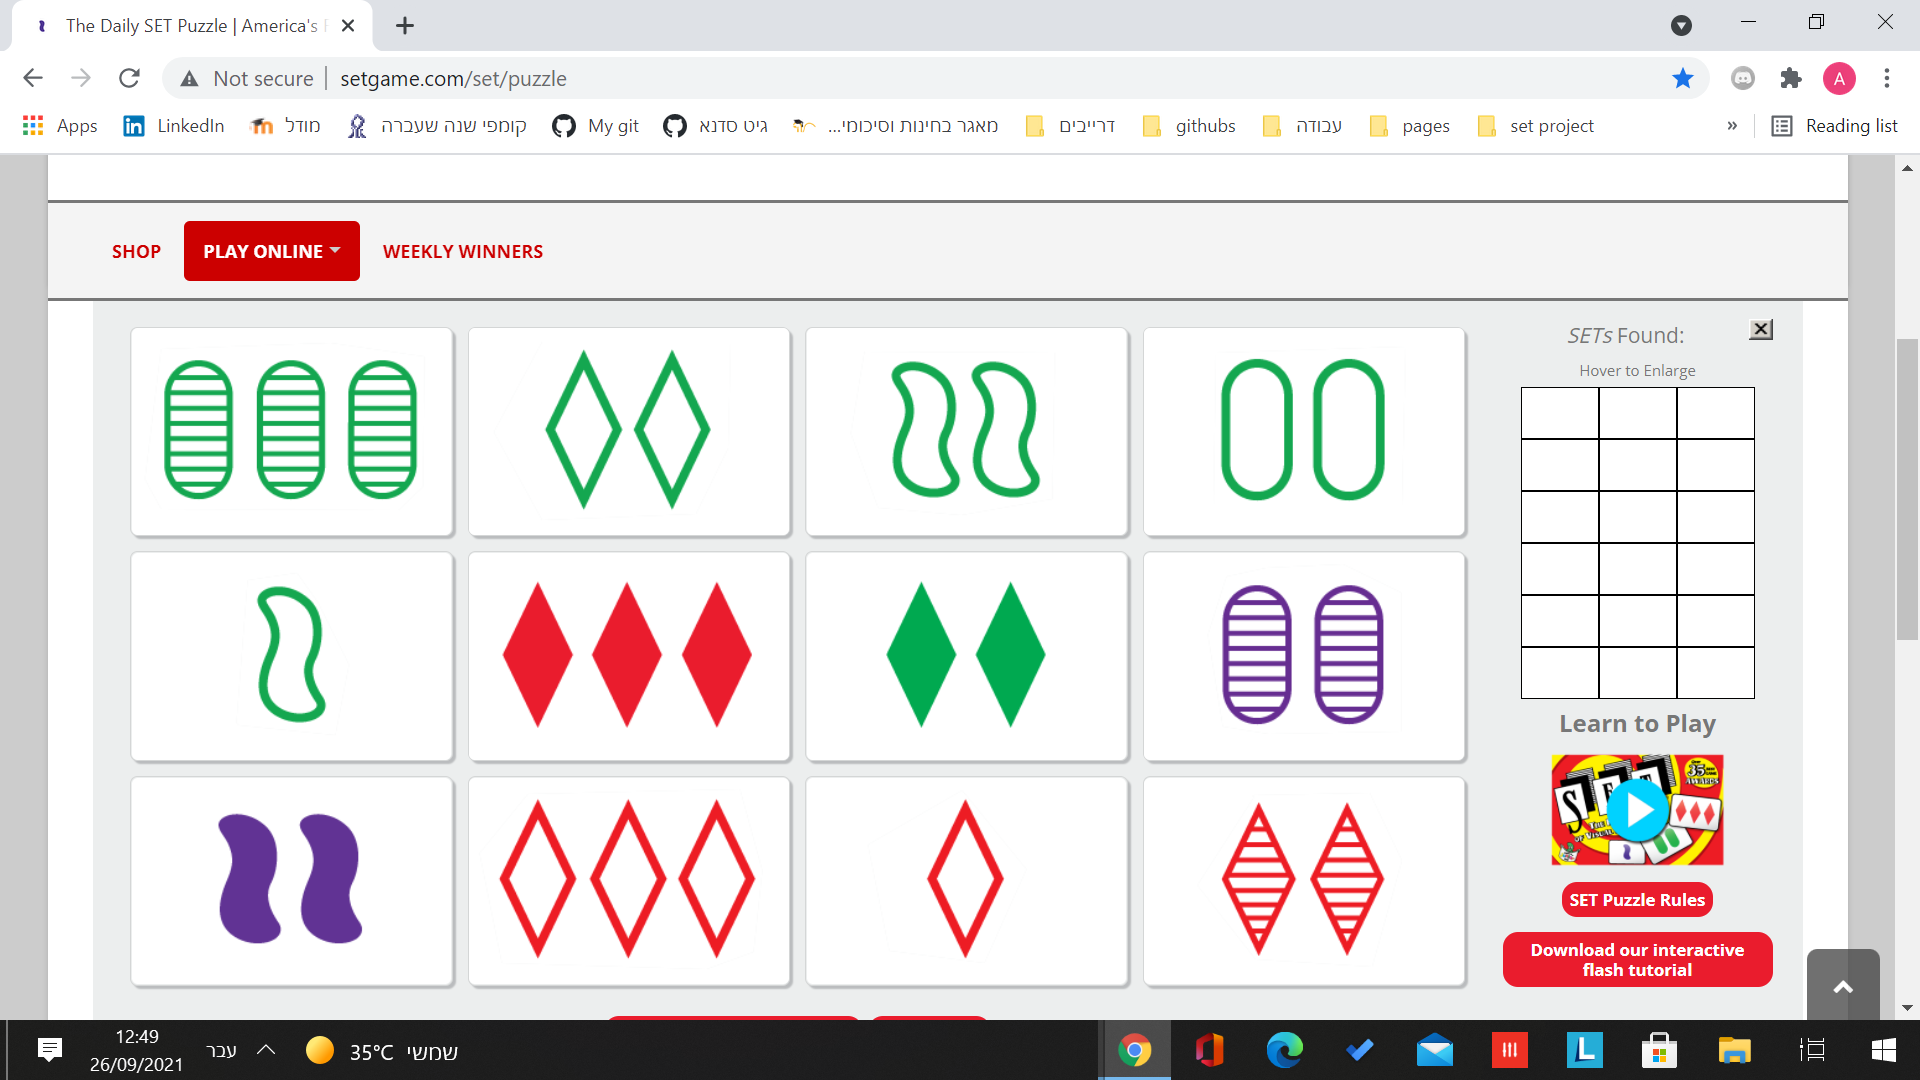 The Daily SET Puzzle | America's
Not secure | setgame.com/set/puzzle
A
Apps LinkedIn מודל קומפי שנה שעברה My git גיט סדנא מאגר בחינות וסיכומי... דרייבים githubs עבודה pages set project » Reading list
SHOP PLAY ONLINE WEEKLY WINNERS
SETs Found:
Hover to Enlarge
Learn to Play
SET
SET Puzzle Rules
Download our interactive
flash tutorial
12:49
26/09/2021
עבר
35°C שמשי
L